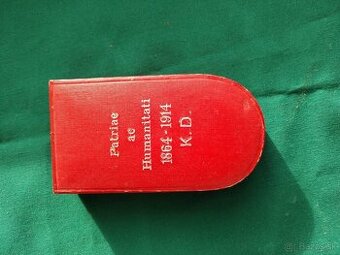 Patriae
ac
Humanitati
1864-1914
K.D.